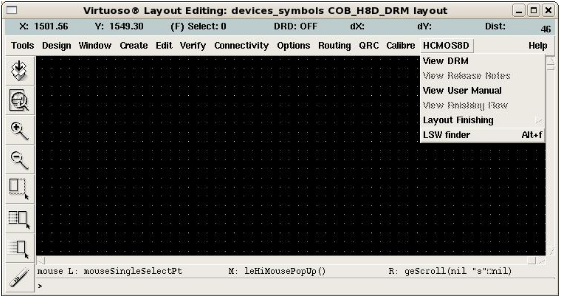 Virtuoso® Layout Editing: devices_symbols COB_H8D_DRM layout
X: 1501.56 Y: 1549.30 (F) Select: 0 DRD: OFF dX: dY: Dist: 46
Tools Design Window Create Edit Verify Connectivity Options Routing QRC Calibre HCMOS8D Help
View DRM
View Release Notes
View User Manual
View Finishing Flow
Layout Finishing
LSW finder Alt+f
mouse L: mouseSingleSelectPt M: leHiMousePopUp() R: geScroll(nil "s" nil)
>